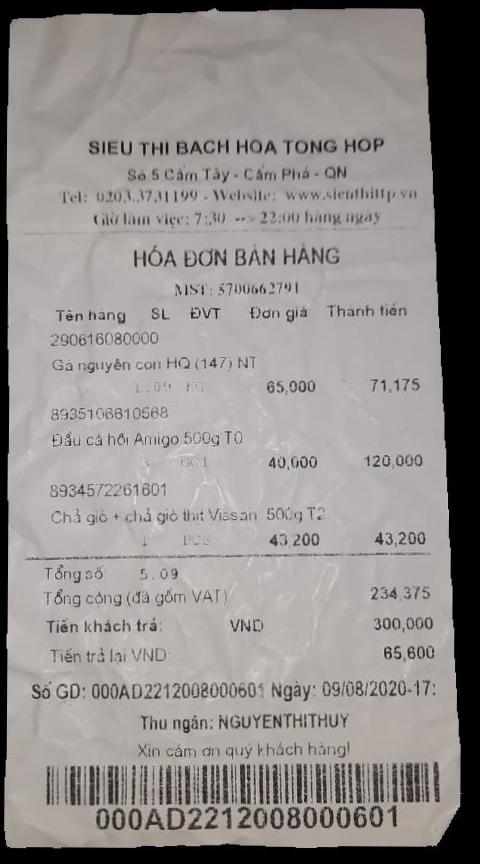 SIEU THI BACH HOA TONG HOP
Số 5 Cẩm Tây - Cẩm Phả - QN
Tel: 0203.3731199 - Website: www.sieuthittp.vn
Giờ làm việc: 7:30 --> 22:00 hàng ngày
HÓA ĐƠN BÁN HÀNG
MST: 5700662791
Tên hàng SL ĐVT Đơn giá Thành tiền
290616080000
Gà nguyên con HQ (147) NT
1.09 KG 65,000 71,175
8935106610568
Đầu cá hồi Amigo 500g T0
3 GOI 40,000 120,000
8934572261601
Chả giò + chả giò thịt Vissan 500g T2
1 PCS 43,200 43,200
Tổng số 5.09
Tổng cộng (đã gồm VAT) 234,375
Tiền khách trả: VND 300,000
Tiền trả lại VND: 65,600
Số GD: 000AD2212008000601 Ngày: 09/08/2020-17:
Thu ngân: NGUYENTHITHUY
Xin cám ơn quý khách hàng!
000AD2212008000601